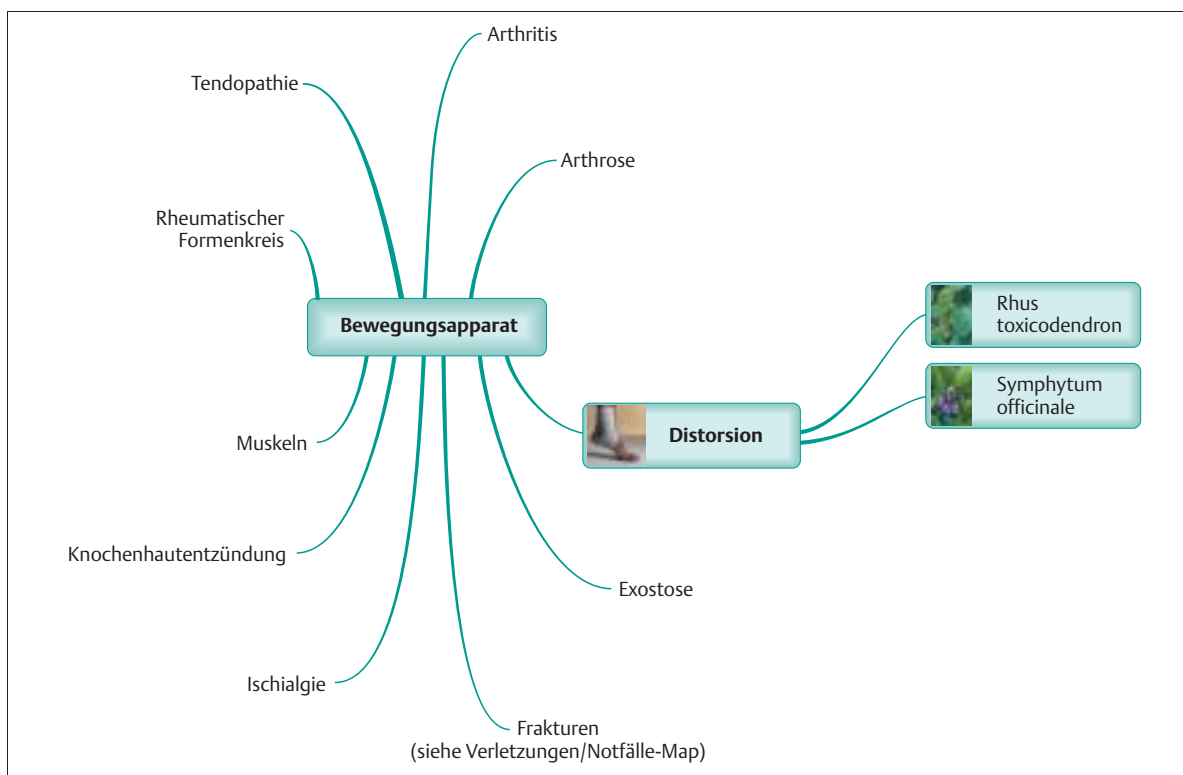 Arthritis
Tendopathie
Arthrose
Rheumatischer
Formenkreis
Bewegungsapparat
Rhus
toxicodendron
Symphytum
officinale
Distorsion
Muskeln
Knochenhautentzündung
Exostose
Ischialgie
Frakturen
(siehe Verletzungen/Notfälle-Map)